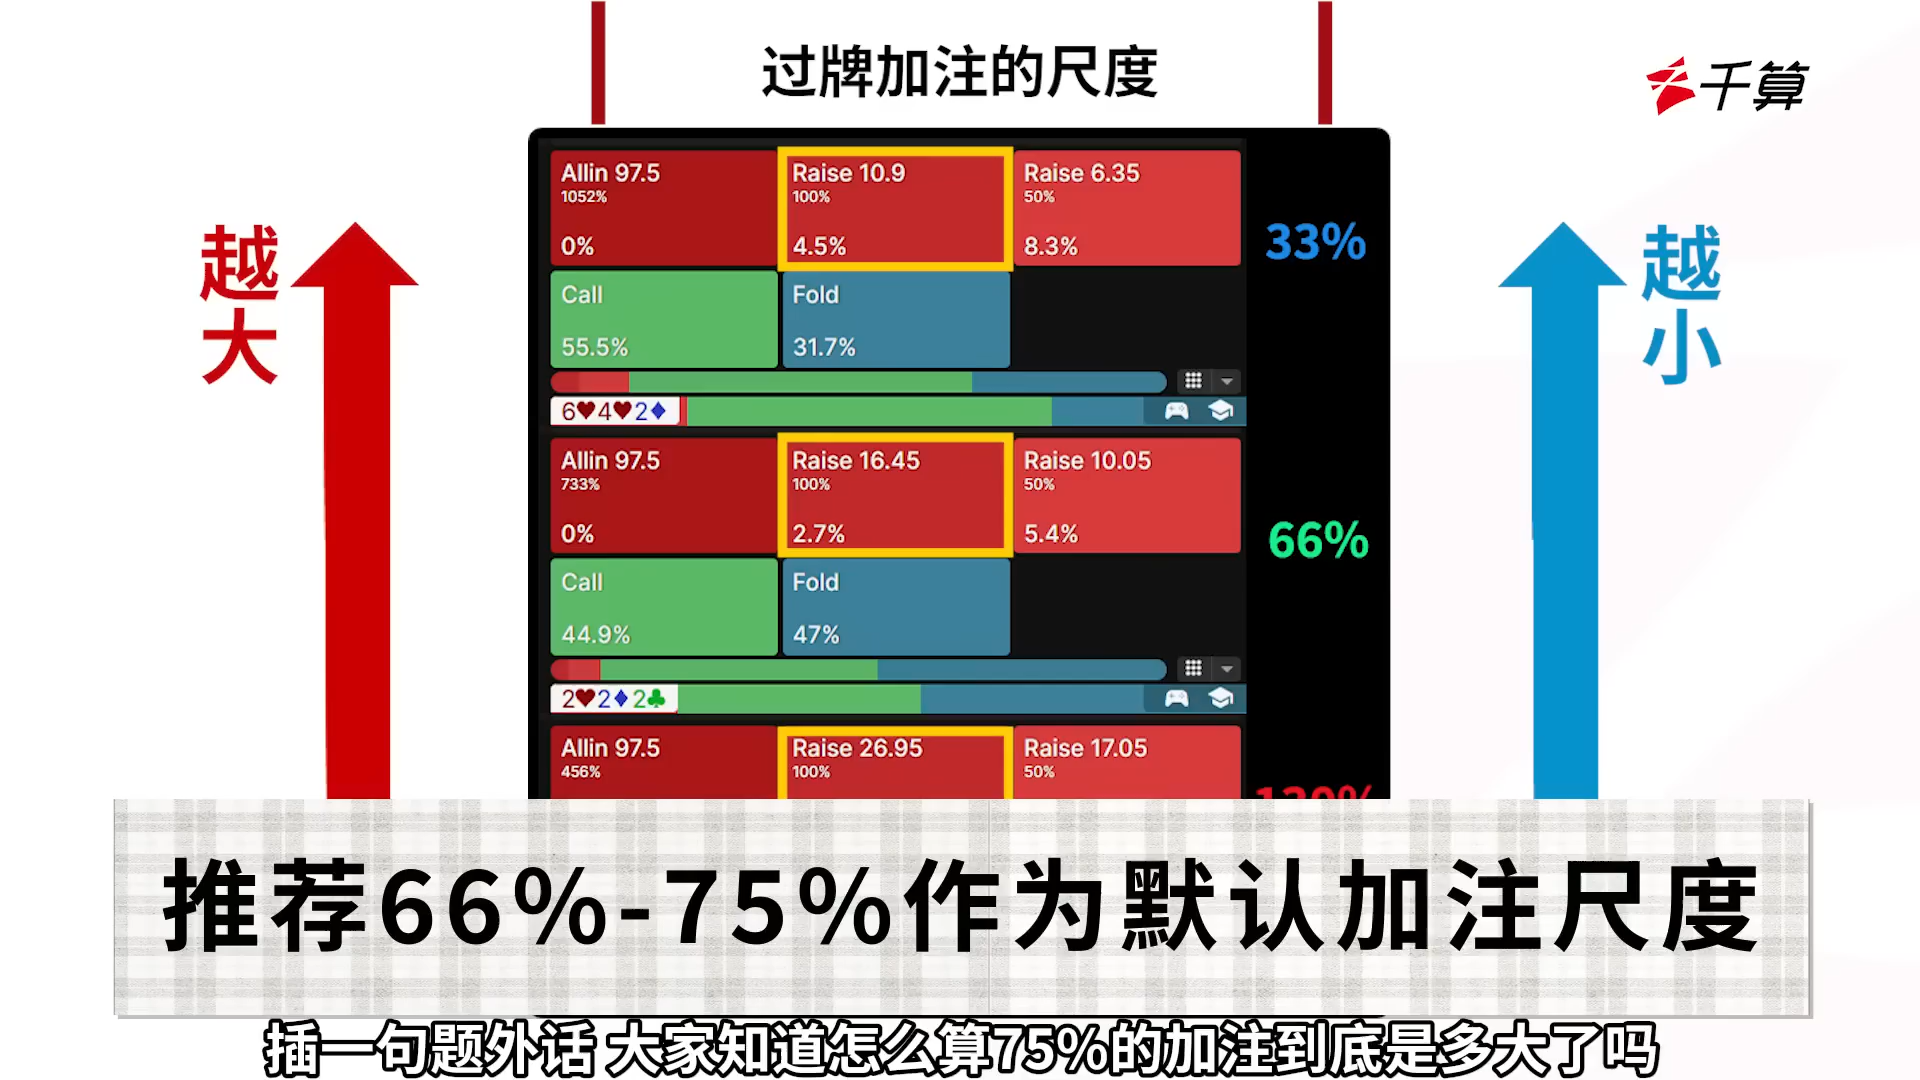 过牌加注的尺度
千算
越大
越小
Allin 97.5
1052%
0%
Raise 10.9
100%
4.5%
Raise 6.35
50%
8.3%
33%
Call
55.5%
Fold
31.7%
6♥4♥2♦
Allin 97.5
733%
0%
Raise 16.45
100%
2.7%
Raise 10.05
50%
5.4%
66%
Call
44.9%
Fold
47%
2♥2♦2♣
Allin 97.5
456%
Raise 26.95
100%
Raise 17.05
50%
推荐66%-75%作为默认加注尺度
插一句题外话 大家知道怎么算75%的加注到底是多大了吗